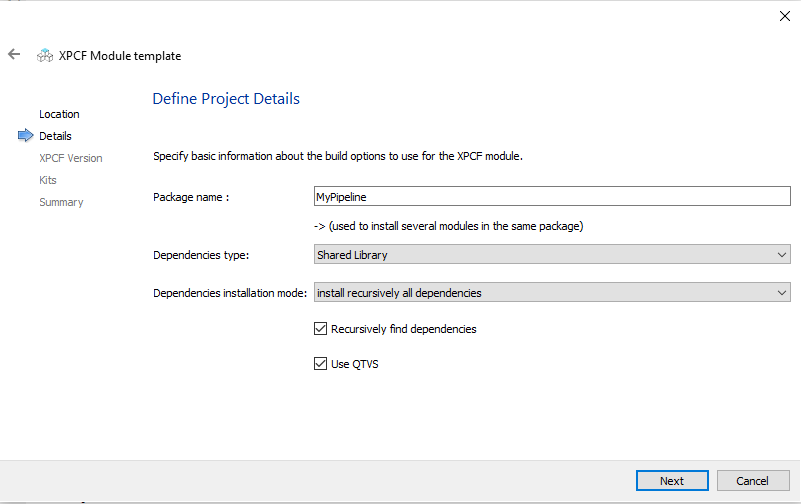 XPCF Module template
Define Project Details
Location
Details
XPCF Version
Kits
Summary
Specify basic information about the build options to use for the XPCF module.
Package name : MyPipeline
-> (used to install several modules in the same package)
Dependencies type: Shared Library
Dependencies installation mode: install recursively all dependencies
Recursively find dependencies
Use QTVS
Next Cancel